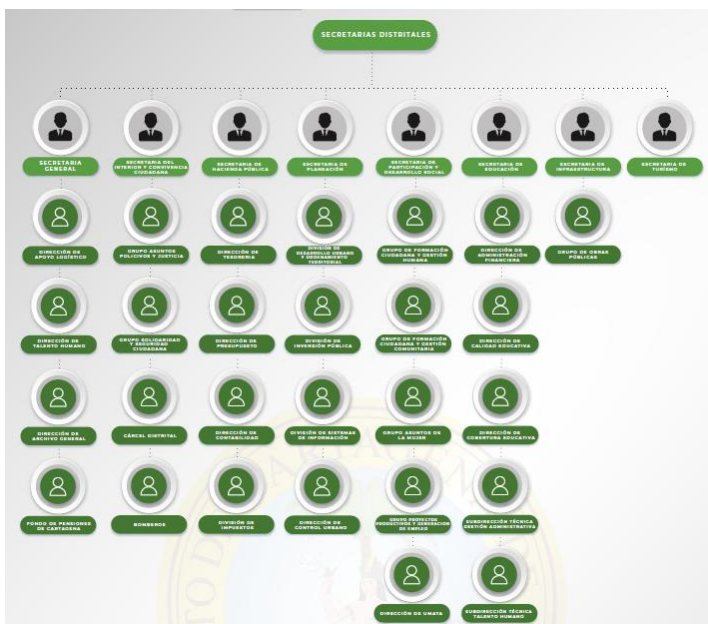 SECRETARIAS DISTRITALES
SECRETARIA
GENERAL
SECRETARIA DEL
INTERIOR Y CONVIVENCIA
CIUDADANA
SECRETARIA DE
HACIENDA PÚBLICA
SECRETARIA DE
PLANEACIÓN
SECRETARIA DE
PARTICIPACIÓN Y
DESARROLLO SOCIAL
SECRETARIA DE
EDUCACIÓN
SECRETARIA DE
INFRAESTRUCTURA
SECRETARIA DE
TURISMO
DIRECCIÓN DE
APOYO LOGÍSTICO
GRUPO ASUNTOS
POLICIVOS Y JUSTICIA
DIRECCIÓN DE
TESORERIA
DIVISIÓN DE
DESARROLLO URBANO
Y ORDENAMIENTO
TERRITORIAL
GRUPO DE FORMACIÓN
CIUDADANA Y GESTIÓN
HUMANA
DIRECCIÓN DE
ADMINISTRACIÓN
FINANCIERA
GRUPO DE OBRAS
PÚBLICAS
DIRECCIÓN DE
TALENTO HUMANO
GRUPO SOLIDARIDAD
Y SEGURIDAD
CIUDADANA
DIRECCIÓN DE
PRESUPUESTO
DIVISIÓN DE
INVERSIÓN PÚBLICA
GRUPO DE FORMACIÓN
CIUDADANA Y GESTIÓN
COMUNITARIA
DIRECCIÓN DE
CALIDAD EDUCATIVA
DIRECCIÓN DE
ARCHIVO GENERAL
CÁRCEL DISTRITAL
DIRECCIÓN DE
CONTABILIDAD
DIVISIÓN DE SISTEMAS
DE INFORMACIÓN
GRUPO ASUNTOS DE
LA MUJER
DIRECCIÓN DE
COBERTURA EDUCATIVA
FONDO DE PENSIONES
DE CARTAGENA
BOMBEROS
DIVISIÓN DE
IMPUESTOS
DIRECCIÓN DE
CONTROL URBANO
GRUPO PROYECTOS
PRODUCTIVOS Y GENERACION
DE EMPLEO
SUBDIRECCIÓN TÉCNICA
GESTIÓN ADMINISTRATIVA
DIRECCIÓN DE UMATA
SUBDIRECCIÓN TÉCNICA
TALENTO HUMANO